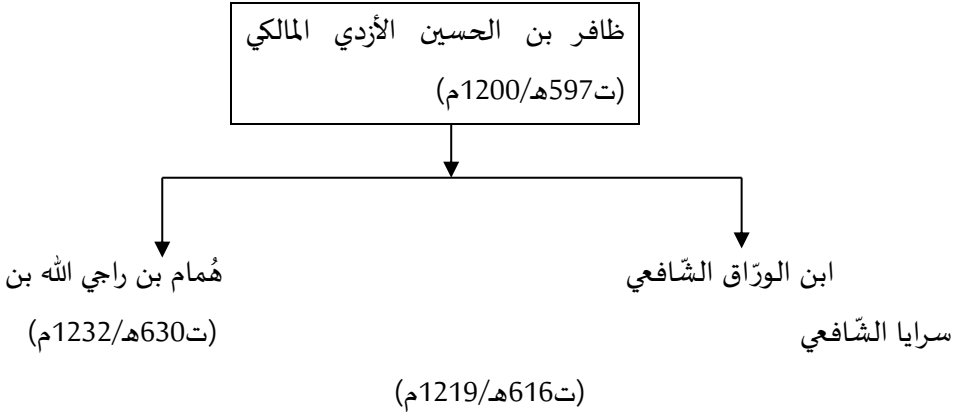 ظافر بن الحسين الأزدي المالكي
(ت597هـ/1200م)
ابن الورّاق الشّافعي
هُمام بن راجي الله بن
سرايا الشّافعي
(ت630هـ/1232م)
(ت616هـ/1219م)